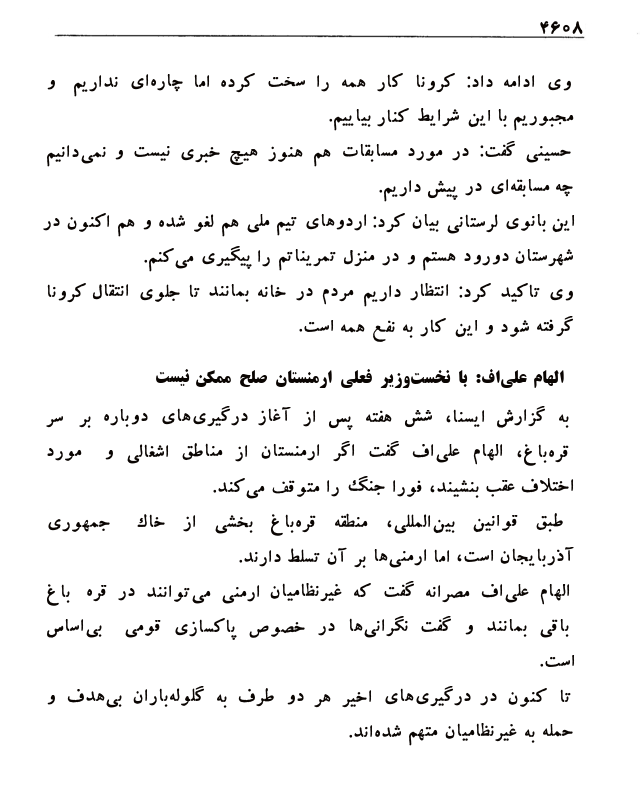 ۴۶۰۸
وی ادامه داد: کرونا کار همه را سخت کرده اما چاره‌ای نداریم و
مجبوریم با این شرایط کنار بیاییم.
حسینی گفت: در مورد مسابقات هم هنوز هیچ خبری نیست و نمی‌دانیم
چه مسابقه‌ای در پیش داریم.
این بانوی لرستانی بیان کرد: اردوهای تیم ملی هم لغو شده و هم اکنون در
شهرستان دورود هستم و در منزل تمریناتم را پیگیری می‌کنم.
وی تاکید کرد: انتظار داریم مردم در خانه بمانند تا جلوی انتقال کرونا
گرفته شود و این کار به نفع همه است.
الهام علی‌اف: با نخست‌وزیر فعلی ارمنستان صلح ممکن نیست
به گزارش ایسنا، شش هفته پس از آغاز درگیری‌های دوباره بر سر
قره‌باغ، الهام علی‌اف گفت اگر ارمنستان از مناطق اشغالی و مورد
اختلاف عقب بنشیند، فورا جنگ را متوقف می‌کند.
طبق قوانین بین‌المللی، منطقه قره‌باغ بخشی از خاك جمهوری
آذربایجان است، اما ارمنی‌ها بر آن تسلط دارند.
الهام علی‌اف مصرانه گفت که غیرنظامیان ارمنی می‌توانند در قره باغ
باقی بمانند و گفت نگرانی‌ها در خصوص پاکسازی قومی بی‌اساس
است.
تا کنون در درگیری‌های اخیر هر دو طرف به گلوله‌باران بی‌هدف و
حمله به غیرنظامیان متهم شده‌اند.